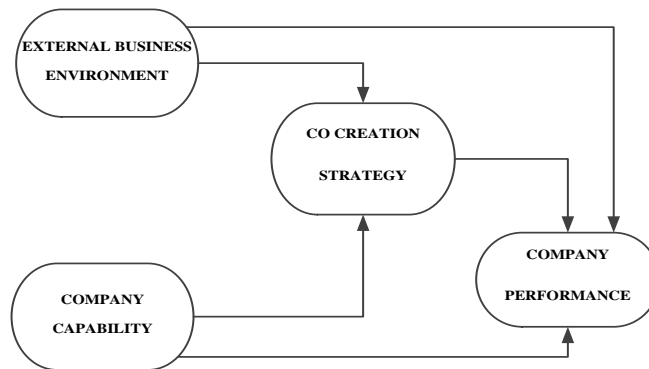 EXTERNAL BUSINESS
ENVIRONMENT
CO CREATION
STRATEGY
COMPANY
PERFORMANCE
COMPANY
CAPABILITY